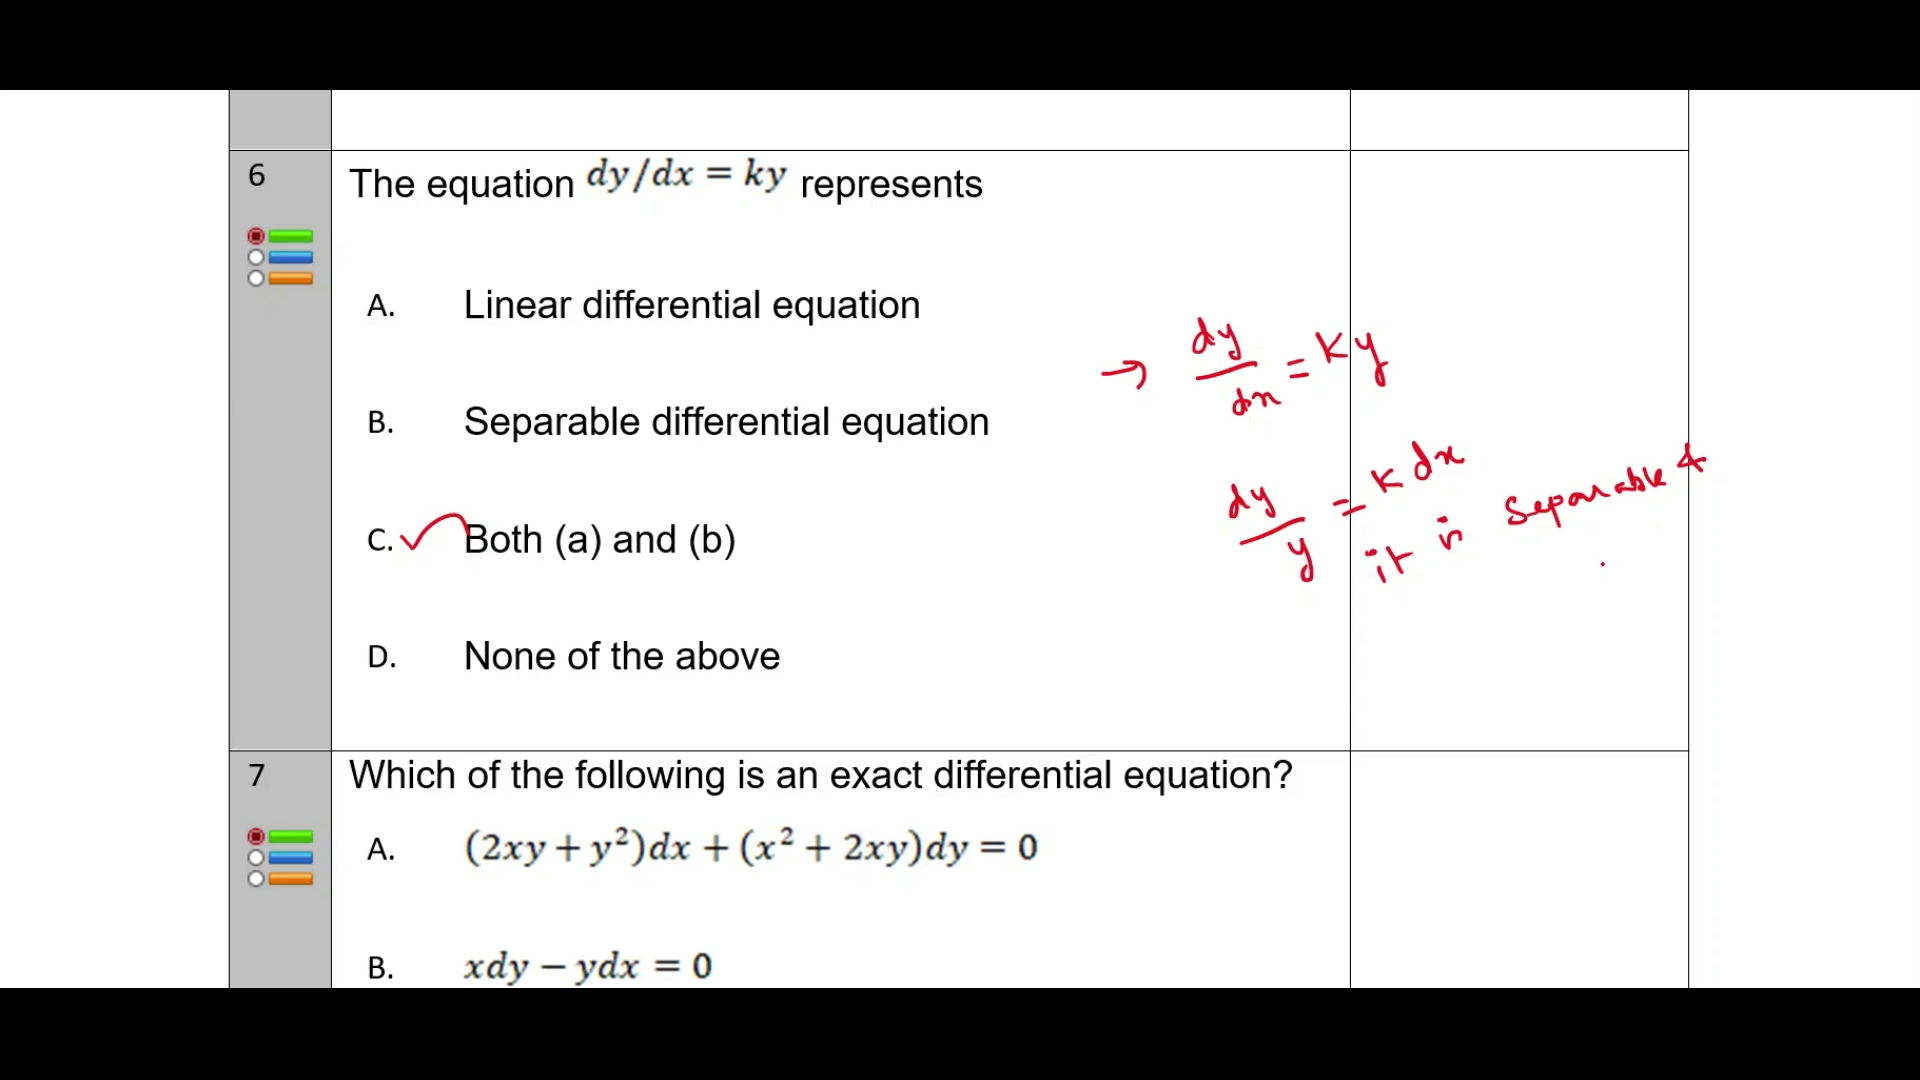 6
The equation dy/dx = ky represents
A. Linear differential equation
→ dy/dx = ky
B. Separable differential equation
dy/y = k dx
it is separable &
C. ✓ Both (a) and (b)
D. None of the above
7
Which of the following is an exact differential equation?
A. (2xy + y²)dx + (x² + 2xy)dy = 0
B. xdy − ydx = 0